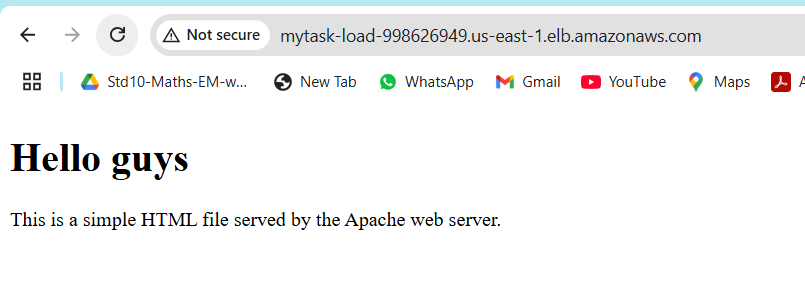 Not secure mytask-load-998626949.us-east-1.elb.amazonaws.com
Std10-Maths-EM-w... New Tab WhatsApp Gmail YouTube Maps A
Hello guys
This is a simple HTML file served by the Apache web server.